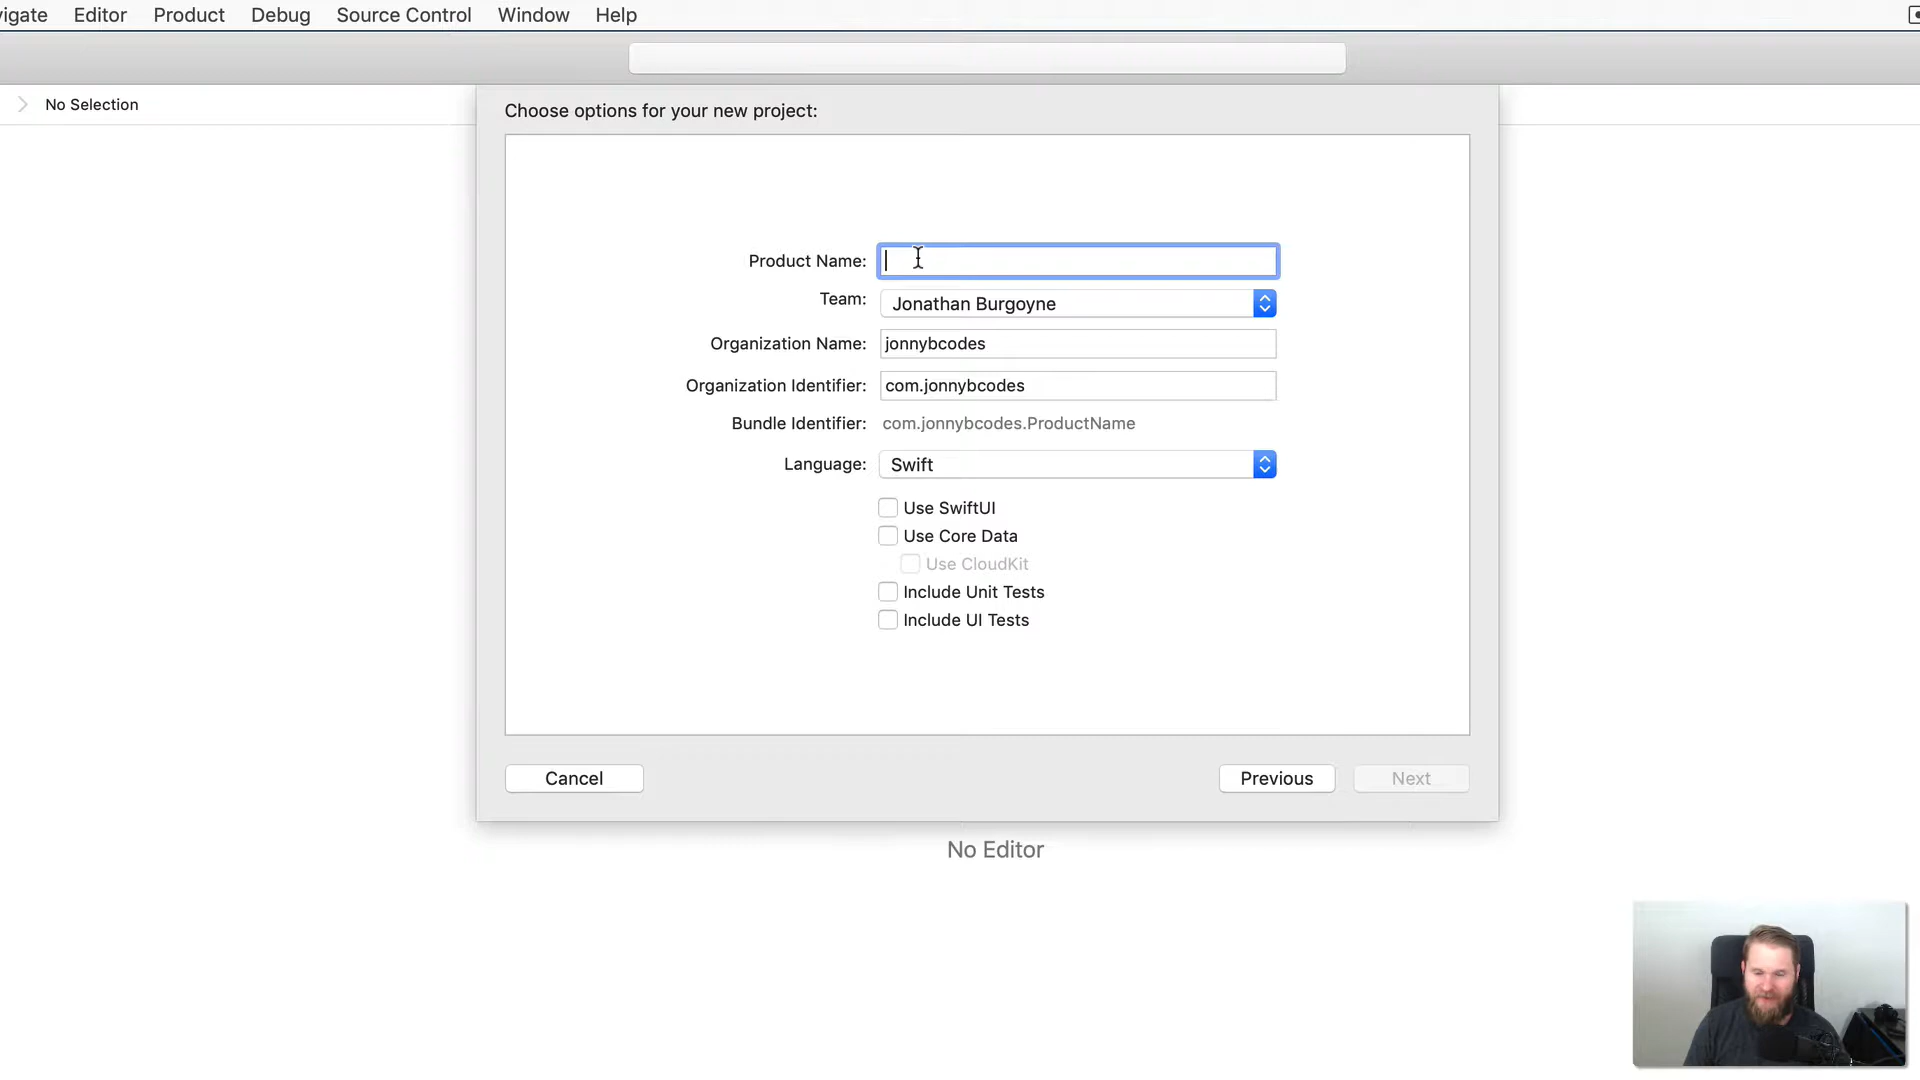 igate Editor Product Debug Source Control Window Help
No Selection
Choose options for your new project:
Product Name:
Team: Jonathan Burgoyne
Organization Name: jonnybcodes
Organization Identifier: com.jonnybcodes
Bundle Identifier: com.jonnybcodes.ProductName
Language: Swift
Use SwiftUI
Use Core Data
Use CloudKit
Include Unit Tests
Include UI Tests
Cancel Previous Next
No Editor